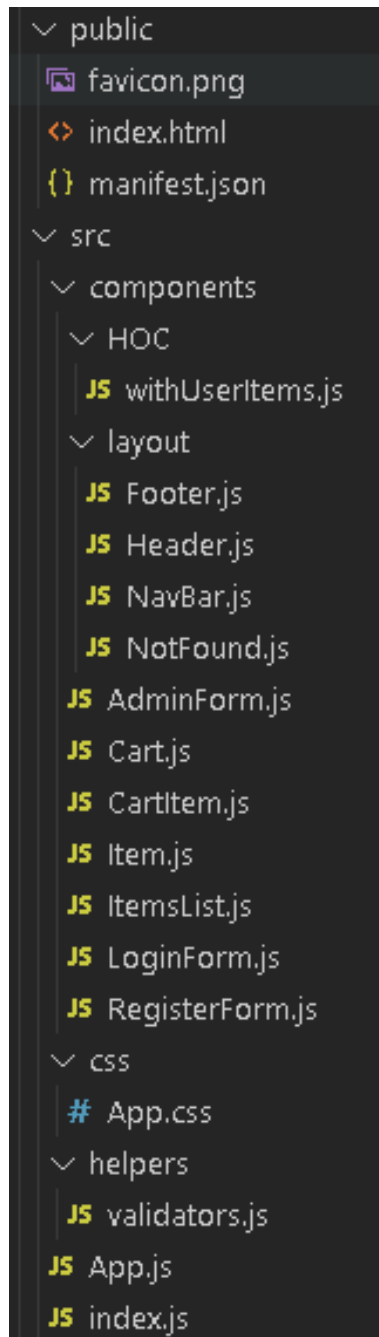 public
favicon.png
<> index.html
{} manifest.json
src
components
HOC
JS withUserItems.js
layout
JS Footer.js
JS Header.js
JS NavBar.js
JS NotFound.js
JS AdminForm.js
JS Cart.js
JS CartItem.js
JS Item.js
JS ItemsList.js
JS LoginForm.js
JS RegisterForm.js
css
# App.css
helpers
JS validators.js
JS App.js
JS index.js